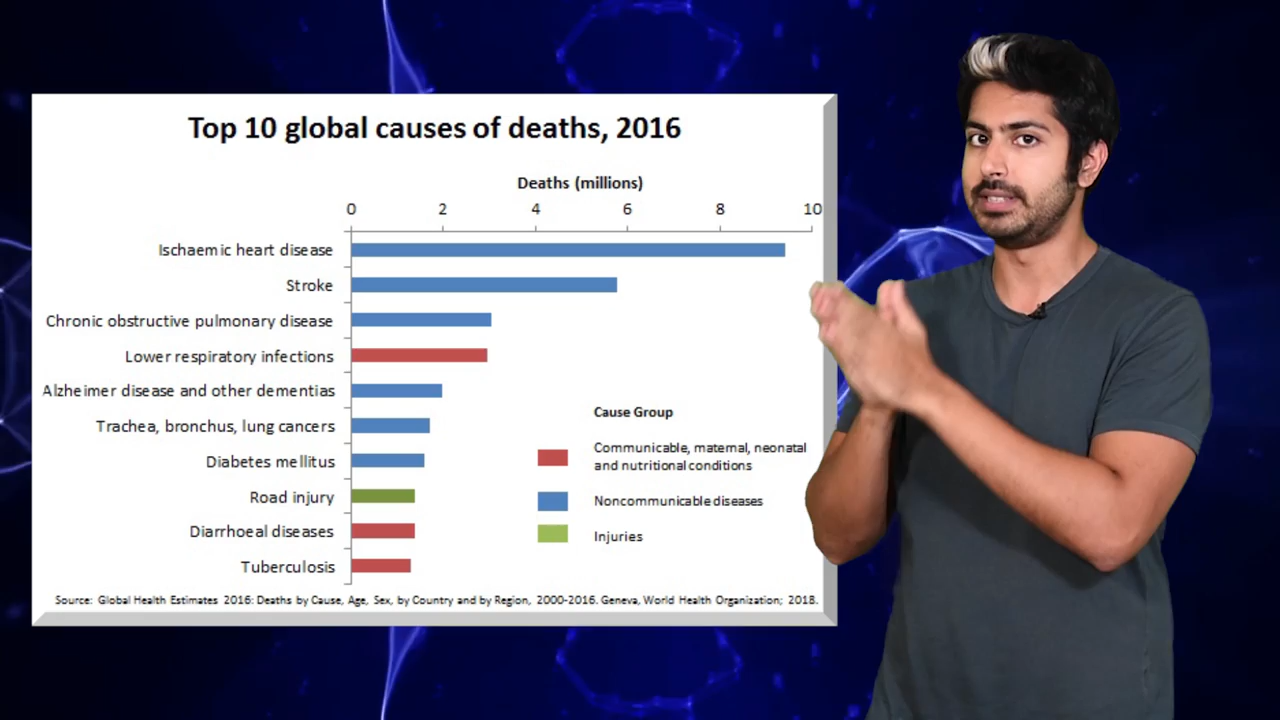 Top 10 global causes of deaths, 2016
Deaths (millions)
0 2 4 6 8 10
Ischaemic heart disease
Stroke
Chronic obstructive pulmonary disease
Lower respiratory infections
Alzheimer disease and other dementias
Trachea, bronchus, lung cancers
Diabetes mellitus
Road injury
Diarrhoeal diseases
Tuberculosis
Cause Group
Communicable, maternal, neonatal
and nutritional conditions
Noncommunicable diseases
Injuries
Source: Global Health Estimates 2016: Deaths by Cause, Age, Sex, by Country and by Region, 2000-2016. Geneva, World Health Organization; 2018.